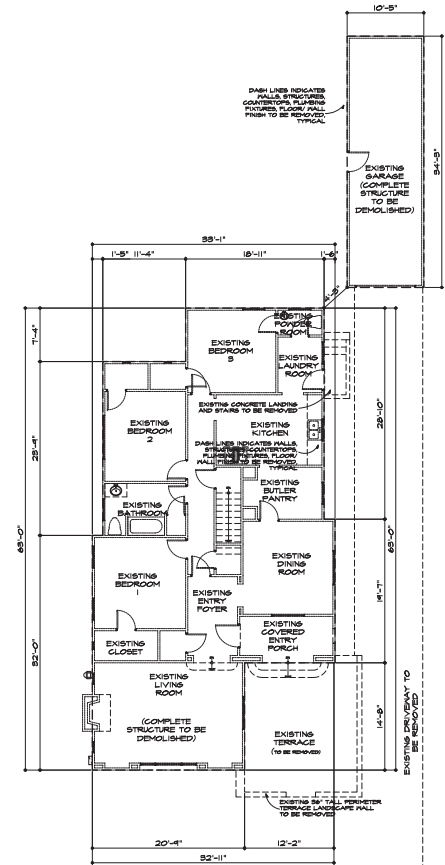 10'-5"
DASH LINES INDICATES
WALLS, STRUCTURES,
COUNTERTOPS, PLUMBING
FIXTURES, FLOOR/ WALL
FINISH TO BE REMOVED,
TYPICAL
34'-8"
EXISTING
GARAGE
(COMPLETE
STRUCTURE
TO BE
DEMOLISHED)
33'-1"
1'-5" 11'-4"
18'-11"
1'-6"
4'-3"
7'-4"
EXISTING
POWDER
ROOM
EXISTING
BEDROOM
3
EXISTING
LAUNDRY
ROOM
EXISTING CONCRETE LANDING
AND STAIRS TO BE REMOVED
28'-10"
EXISTING
BEDROOM
2
EXISTING
KITCHEN
DASH LINES INDICATES WALLS,
STRUCTURES, COUNTERTOPS,
PLUMBING FIXTURES, FLOOR/
WALL FINISH TO BE REMOVED,
TYPICAL
23'-4"
EXISTING
BUTLER
PANTRY
EXISTING
BATHROOM
63'-0"
63'-0"
EXISTING
DINING
ROOM
EXISTING
BEDROOM
1
EXISTING
ENTRY
FOYER
19'-7"
EXISTING
COVERED
ENTRY
PORCH
EXISTING
CLOSET
32'-0"
EXISTING
LIVING
ROOM
(COMPLETE
STRUCTURE TO BE
DEMOLISHED)
EXISTING
TERRACE
(TO BE REMOVED)
14'-8"
EXISTING DRIVEWAY TO
BE REMOVED
EXISTING 36" TALL PERIMETER
TERRACE LANDSCAPE WALL
TO BE REMOVED
20'-9"
12'-2"
32'-11"